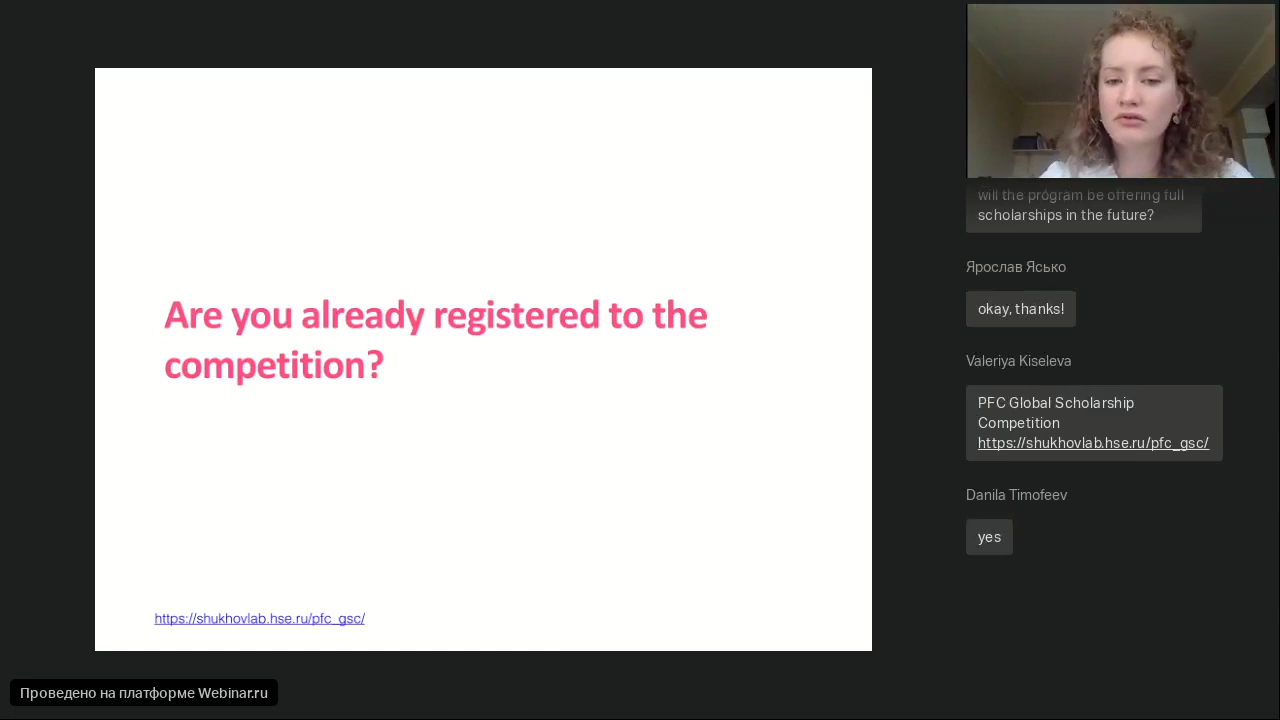 Are you already registered to the
competition?
https://shukhovlab.hse.ru/pfc_gsc/
will the program be offering full
scholarships in the future?
Ярослав Ясько
okay, thanks!
Valeriya Kiseleva
PFC Global Scholarship
Competition
https://shukhovlab.hse.ru/pfc_gsc/
Danila Timofeev
yes
Проведено на платформе Webinar.ru